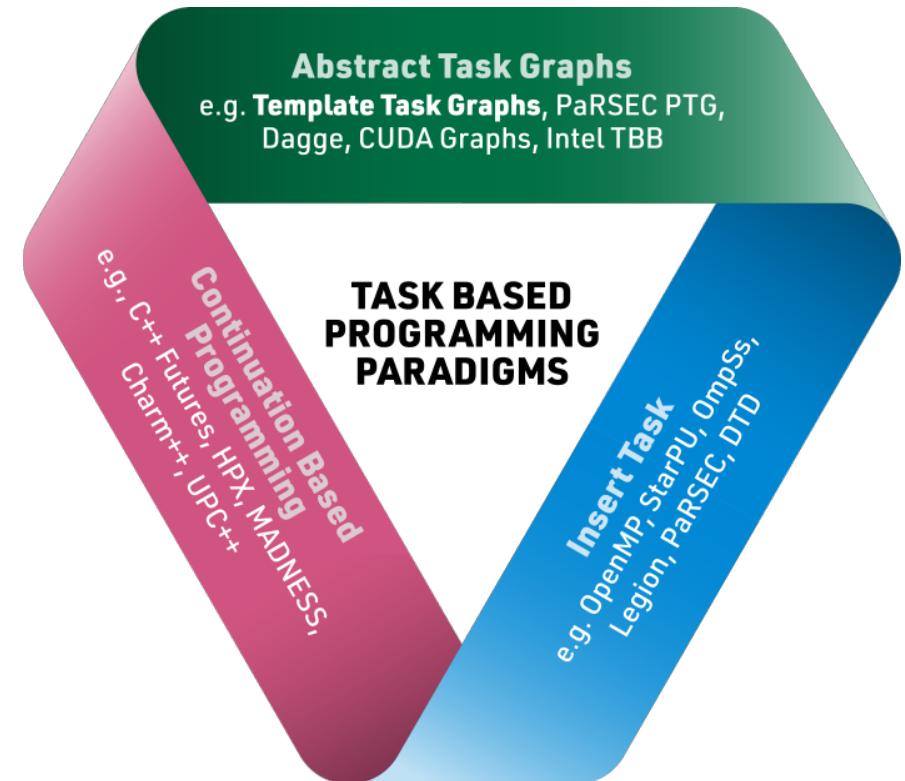 Abstract Task Graphs
e.g. Template Task Graphs, PaRSEC PTG,
Dagge, CUDA Graphs, Intel TBB
TASK BASED
PROGRAMMING
PARADIGMS
Continuation Based
Programming
e.g., C++ Futures, HPX, MADNESS,
Charm++, UPC++
Insert Task
e.g. OpenMP, StarPU, OmpSs,
Legion, PaRSEC, DTD